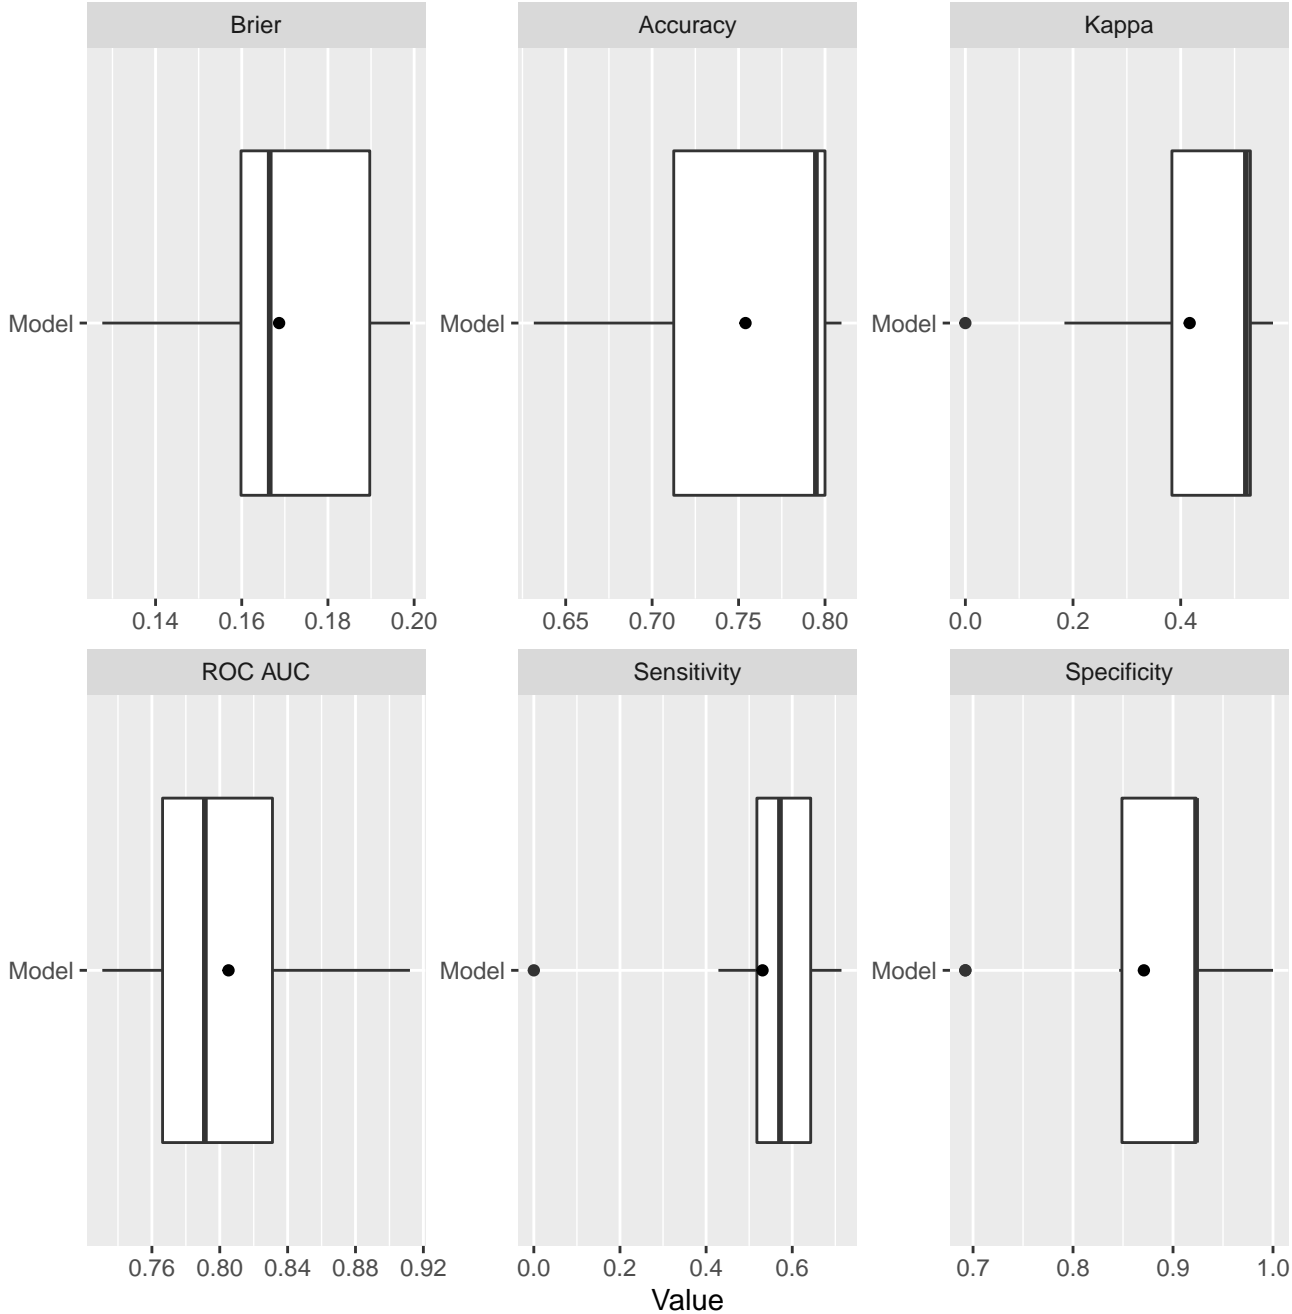 Brier Accuracy Kappa
Model Model Model
0.14 0.16 0.18 0.20 0.65 0.70 0.75 0.80 0.0 0.2 0.4
ROC AUC Sensitivity Specificity
Model Model Model
0.76 0.80 0.84 0.88 0.92 0.0 0.2 0.4 0.6 0.7 0.8 0.9 1.0
Value